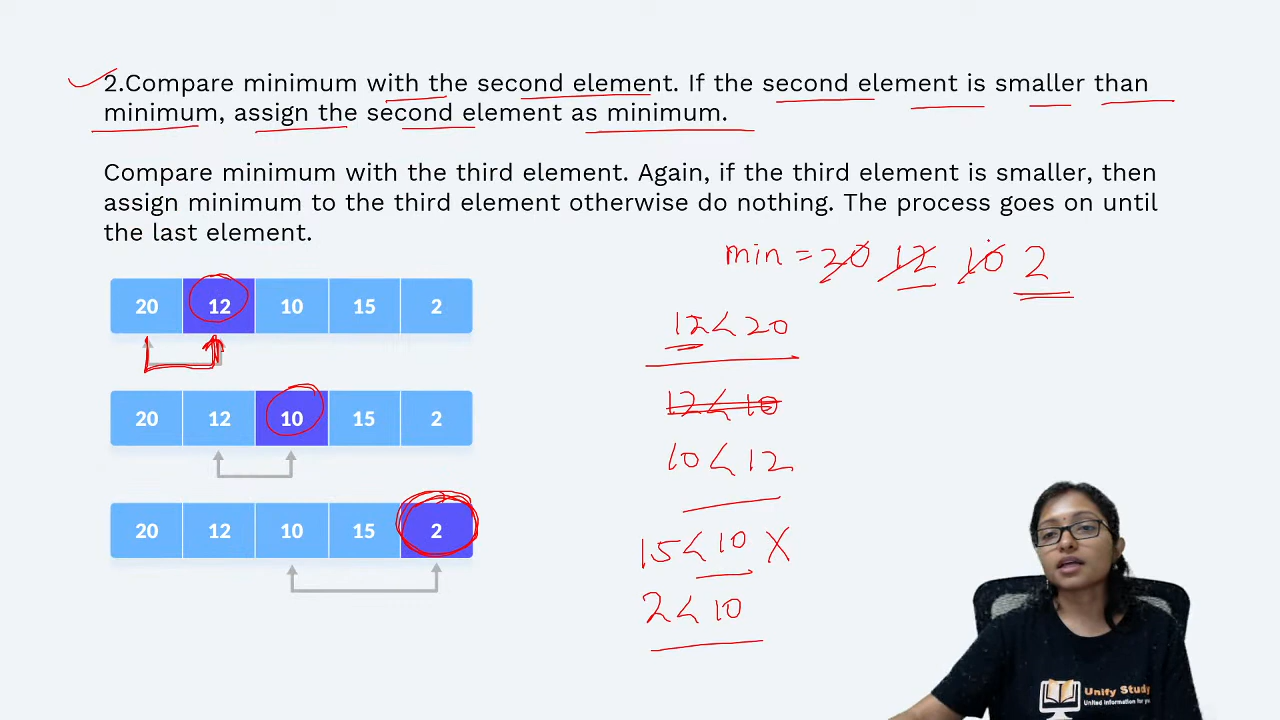 2.Compare minimum with the second element. If the second element is smaller than
minimum, assign the second element as minimum.
Compare minimum with the third element. Again, if the third element is smaller, then
assign minimum to the third element otherwise do nothing. The process goes on until
the last element.
min = 20 12 10 2
20 12 10 15 2
12 < 20
20 12 10 15 2
12 < 10
10 < 12
20 12 10 15 2
15 < 10 X
2 < 10
Unify Study
United Information for you